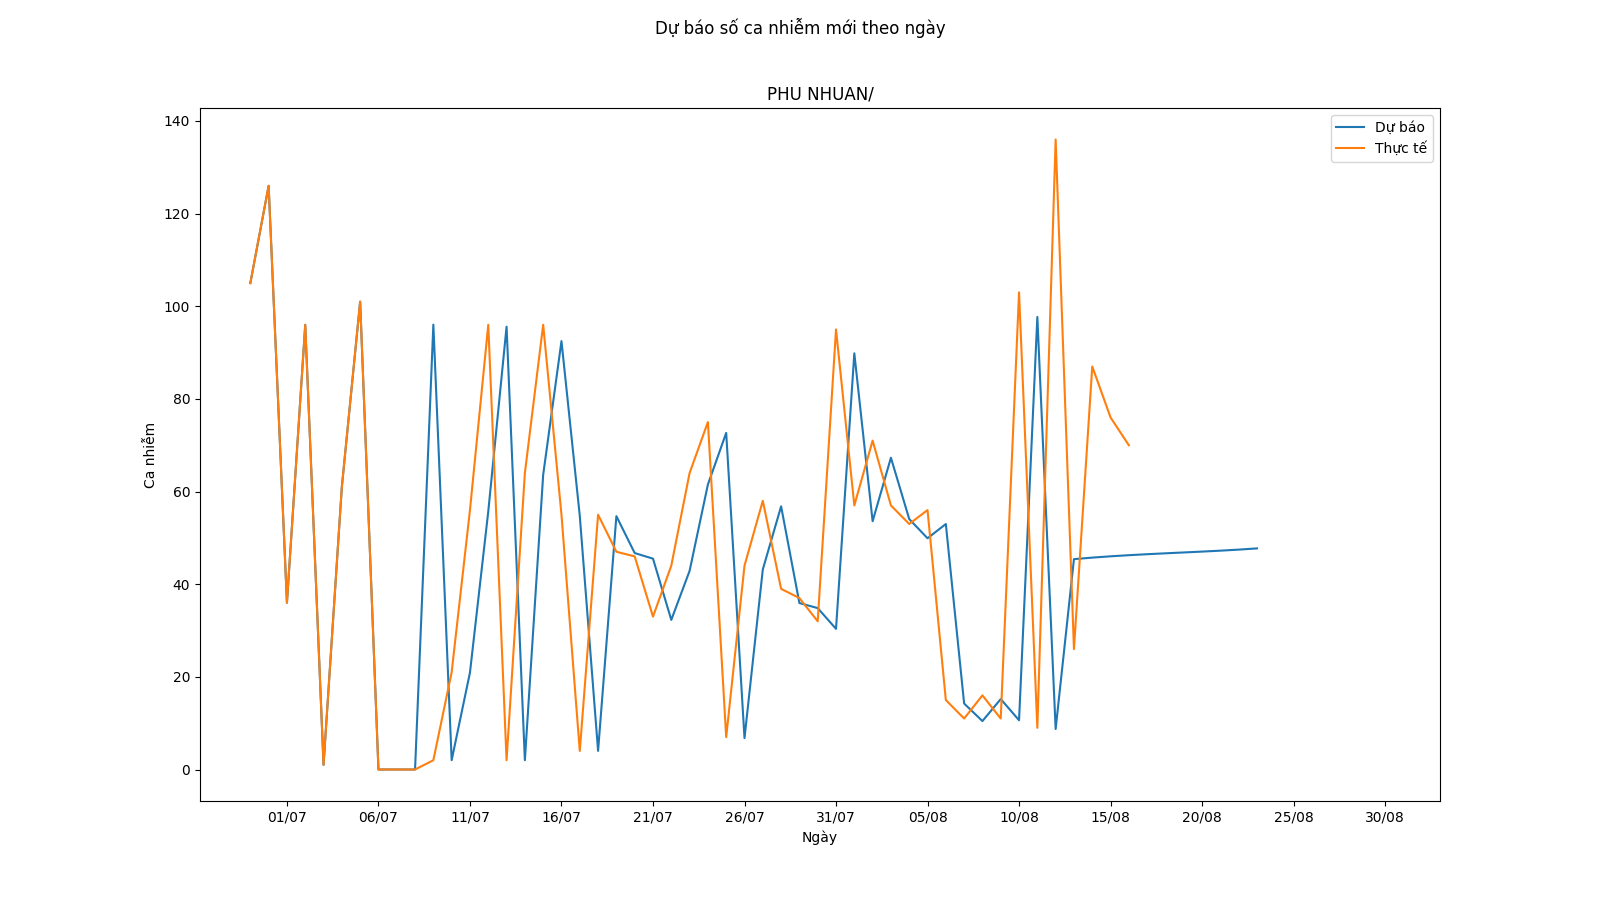 Dự báo số ca nhiễm mới theo ngày
PHU NHUAN/
140
120
100
80
60
40
20
0
Ca nhiễm
Dự báo
Thực tế
01/07 06/07 11/07 16/07 21/07 26/07 31/07 05/08 10/08 15/08 20/08 25/08 30/08
Ngày